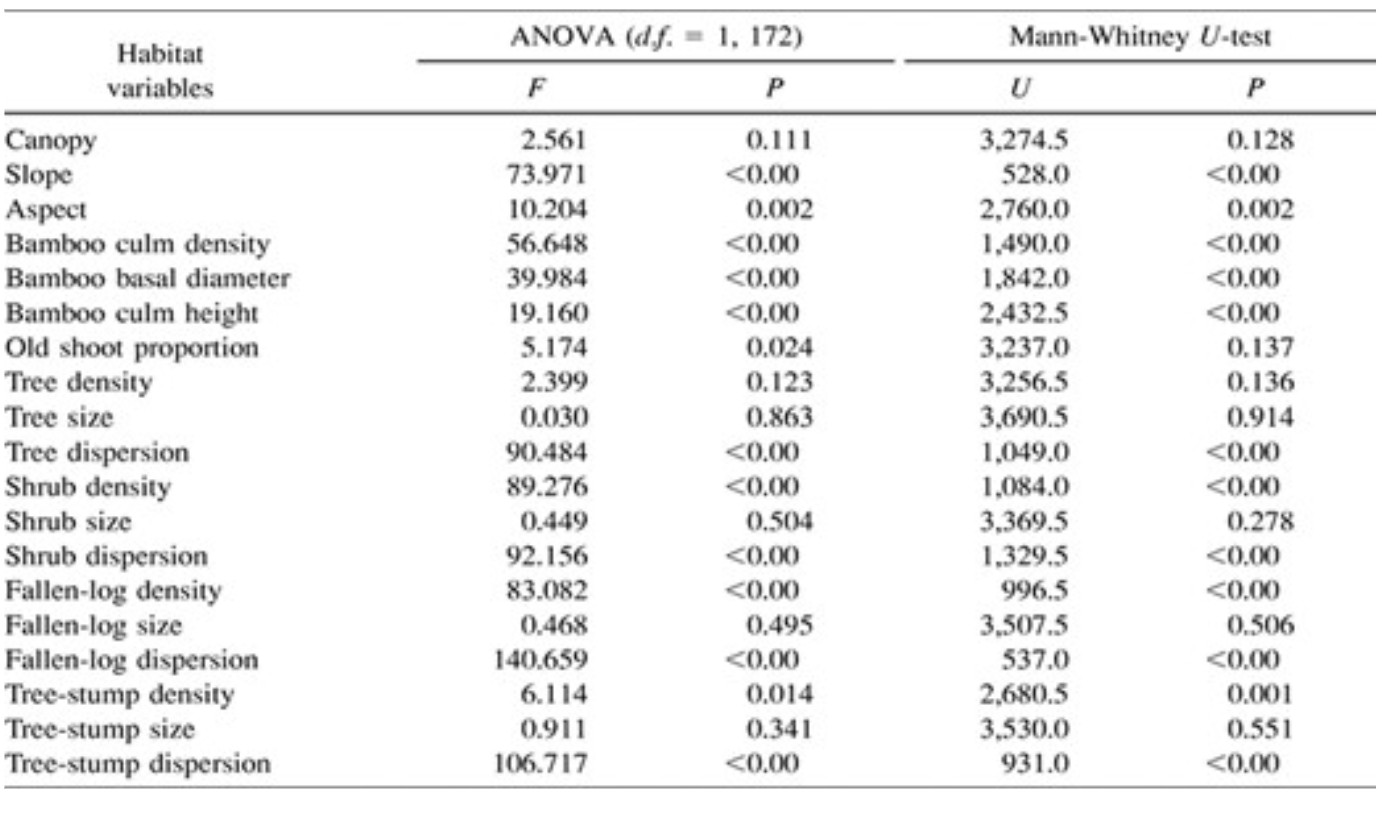 Habitat variables ANOVA (d.f. = 1, 172) Mann-Whitney U-test
F P U P
Canopy 2.561 0.111 3,274.5 0.128
Slope 73.971 <0.00 528.0 <0.00
Aspect 10.204 0.002 2,760.0 0.002
Bamboo culm density 56.648 <0.00 1,490.0 <0.00
Bamboo basal diameter 39.984 <0.00 1,842.0 <0.00
Bamboo culm height 19.160 <0.00 2,432.5 <0.00
Old shoot proportion 5.174 0.024 3,237.0 0.137
Tree density 2.399 0.123 3,256.5 0.136
Tree size 0.030 0.863 3,690.5 0.914
Tree dispersion 90.484 <0.00 1,049.0 <0.00
Shrub density 89.276 <0.00 1,084.0 <0.00
Shrub size 0.449 0.504 3,369.5 0.278
Shrub dispersion 92.156 <0.00 1,329.5 <0.00
Fallen-log density 83.082 <0.00 996.5 <0.00
Fallen-log size 0.468 0.495 3,507.5 0.506
Fallen-log dispersion 140.659 <0.00 537.0 <0.00
Tree-stump density 6.114 0.014 2,680.5 0.001
Tree-stump size 0.911 0.341 3,530.0 0.551
Tree-stump dispersion 106.717 <0.00 931.0 <0.00